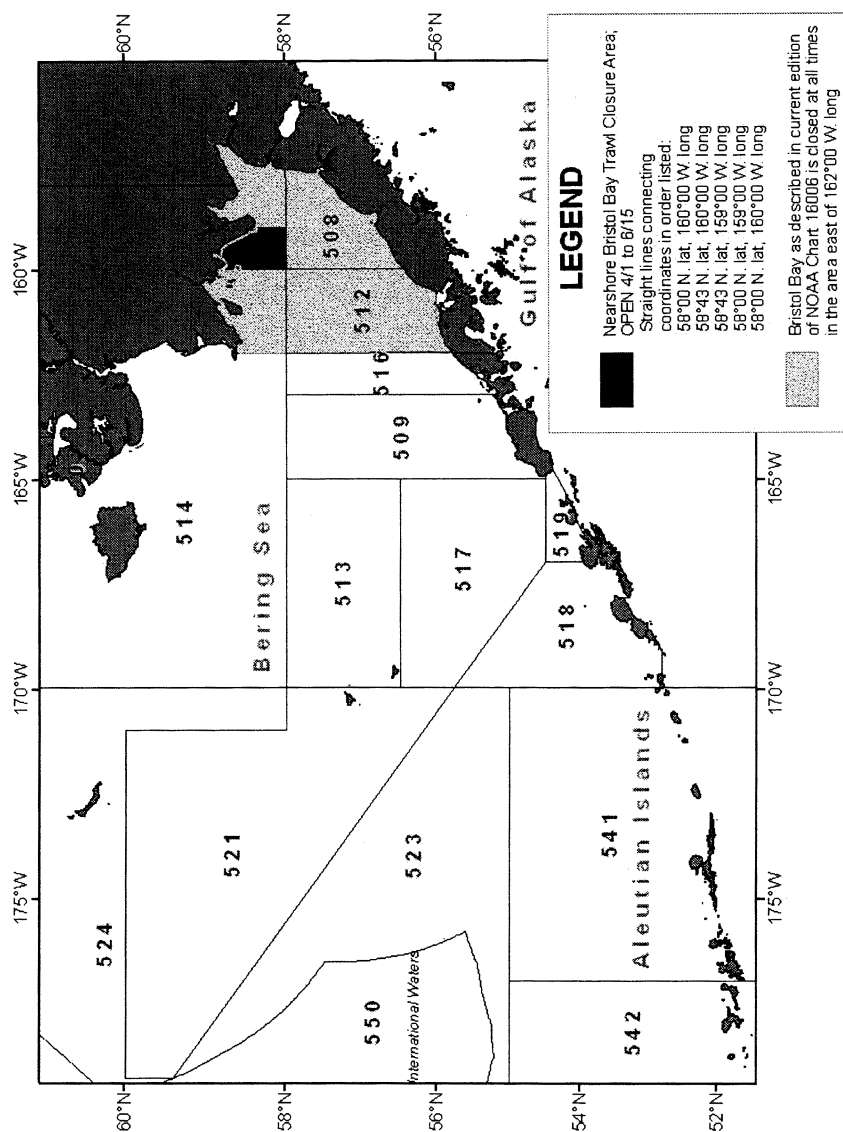 175°W
170°W
165°W
160°W
60°N
58°N
56°N
54°N
52°N
60°N
58°N
56°N
524
521
523
550
International Waters
541
542
Aleutian Islands
Bering Sea
514
513
517
518
519
509
516
512
508
Gulf of Alaska
LEGEND
Nearshore Bristol Bay Trawl Closure Area;
OPEN 4/1 to 6/15
Straight lines connecting
coordinates in order listed:
58°00 N. lat, 160°00 W. long
58°43 N. lat, 160°00 W. long
58°43 N. lat, 159°00 W. long
58°00 N. lat, 159°00 W. long
58°00 N. lat, 160°00 W. long
Bristol Bay as described in current edition
of NOAA Chart 16006 is closed at all times
in the area east of 162°00 W. long